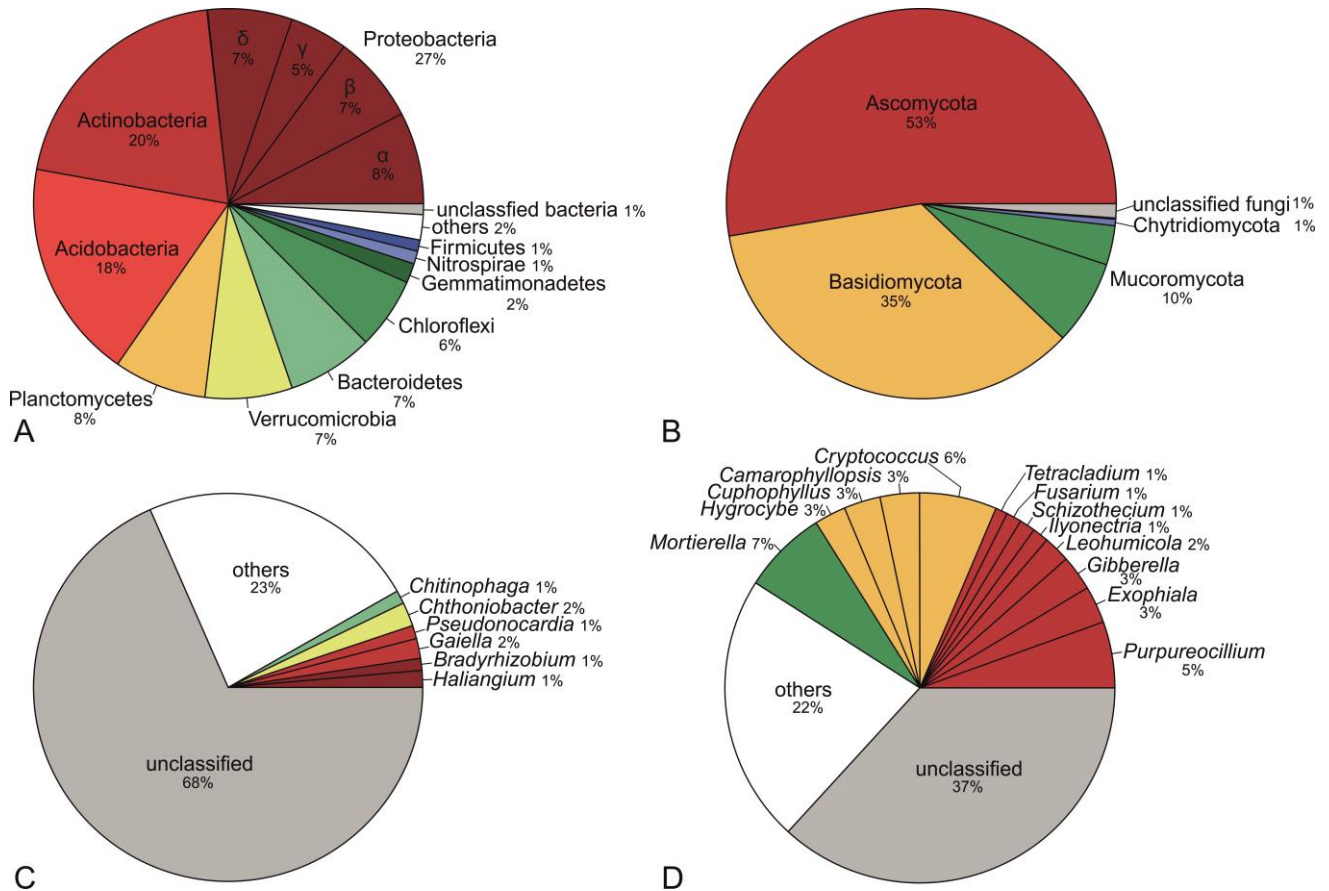 δ
7%
γ
5%
Proteobacteria
27%
β
7%
α
8%
Actinobacteria
20%
Acidobacteria
18%
unclassfied bacteria 1%
others 2%
Firmicutes 1%
Nitrospirae 1%
Gemmatimonadetes
2%
Chloroflexi
6%
Bacteroidetes
7%
Verrucomicrobia
7%
Planctomycetes
8%
A
Ascomycota
53%
unclassified fungi 1%
Chytridiomycota 1%
Mucoromycota
10%
Basidiomycota
35%
B
others
23%
Chitinophaga 1%
Chthoniobacter 2%
Pseudonocardia 1%
Gaiella 2%
Bradyrhizobium 1%
Haliangium 1%
unclassified
68%
C
Cryptococcus 6%
Camarophyllopsis 3%
Cuphophyllus 3%
Hygrocybe 3%
Mortierella 7%
Tetracladium 1%
Fusarium 1%
Schizothecium 1%
Ilyonectria 1%
Leohumicola 2%
Gibberella
3%
Exophiala
3%
Purpureocillium
5%
others
22%
unclassified
37%
D